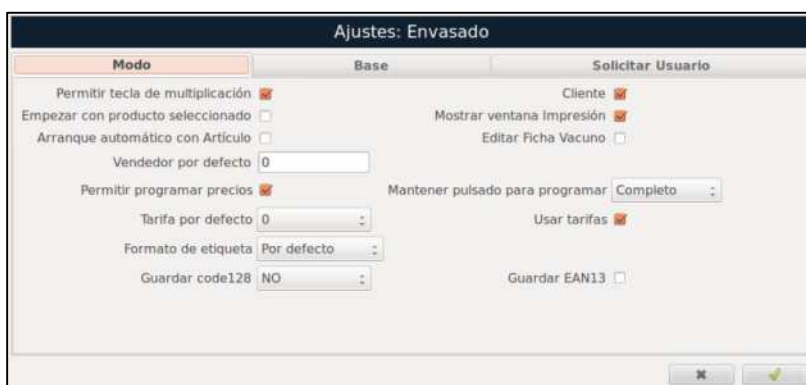 Ajustes: Envasado
Modo Base Solicitar Usuario
Permitir tecla de multiplicación Cliente
Empezar con producto seleccionado Mostrar ventana Impresión
Arranque automático con Artículo Editar Ficha Vacuno
Vendedor por defecto 0
Permitir programar precios Mantener pulsado para programar Completo
Tarifa por defecto 0 Usar tarifas
Formato de etiqueta Por defecto
Guardar code128 NO Guardar EAN13